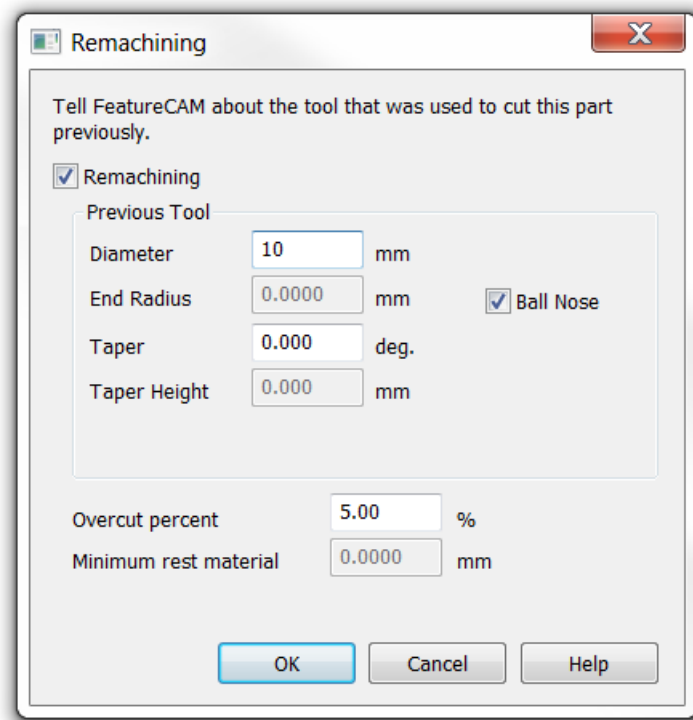 Remachining
Tell FeatureCAM about the tool that was used to cut this part
previously.
Remachining
Previous Tool
Diameter 10 mm
End Radius 0.0000 mm Ball Nose
Taper 0.000 deg.
Taper Height 0.000 mm
Overcut percent 5.00 %
Minimum rest material 0.0000 mm
OK Cancel Help